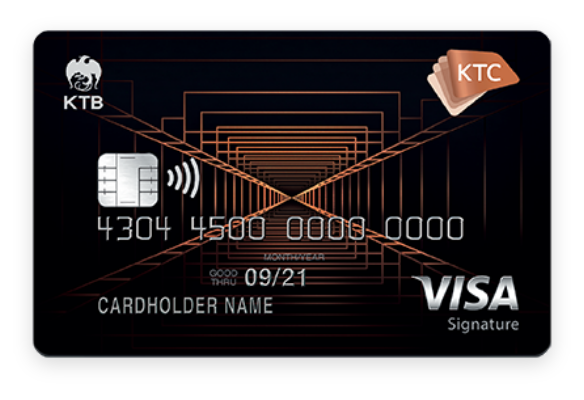 KTB
KTC
4304 4500 0000 0000
MONTH/YEAR
GOOD THRU 09/21
CARDHOLDER NAME
VISA
Signature